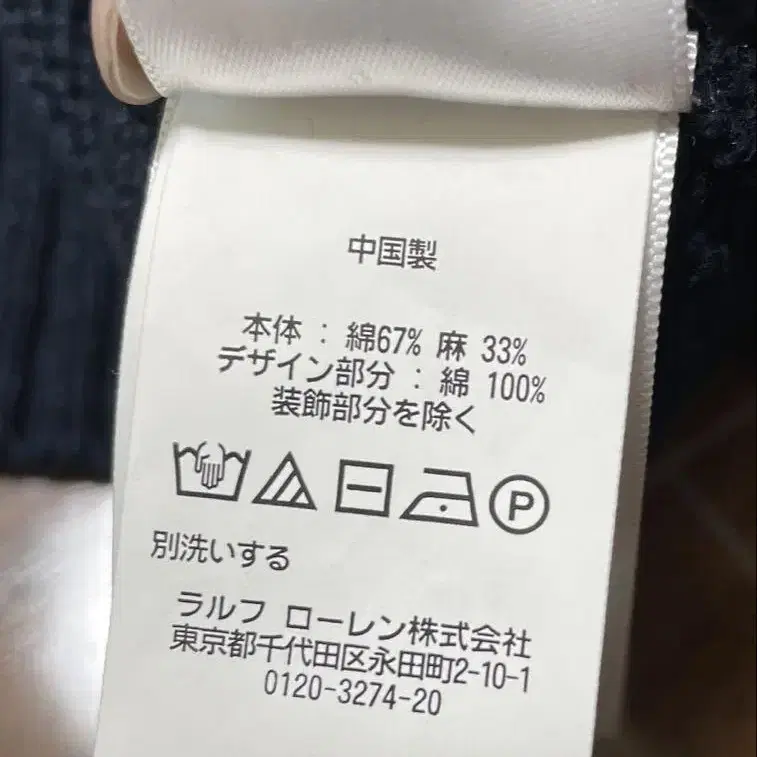 中国製
本体 : 綿67% 麻 33%
デザイン部分 : 綿 100%
装飾部分を除く
P
別洗いする
ラルフ ローレン株式会社
東京都千代田区永田町2-10-1
0120-3274-20